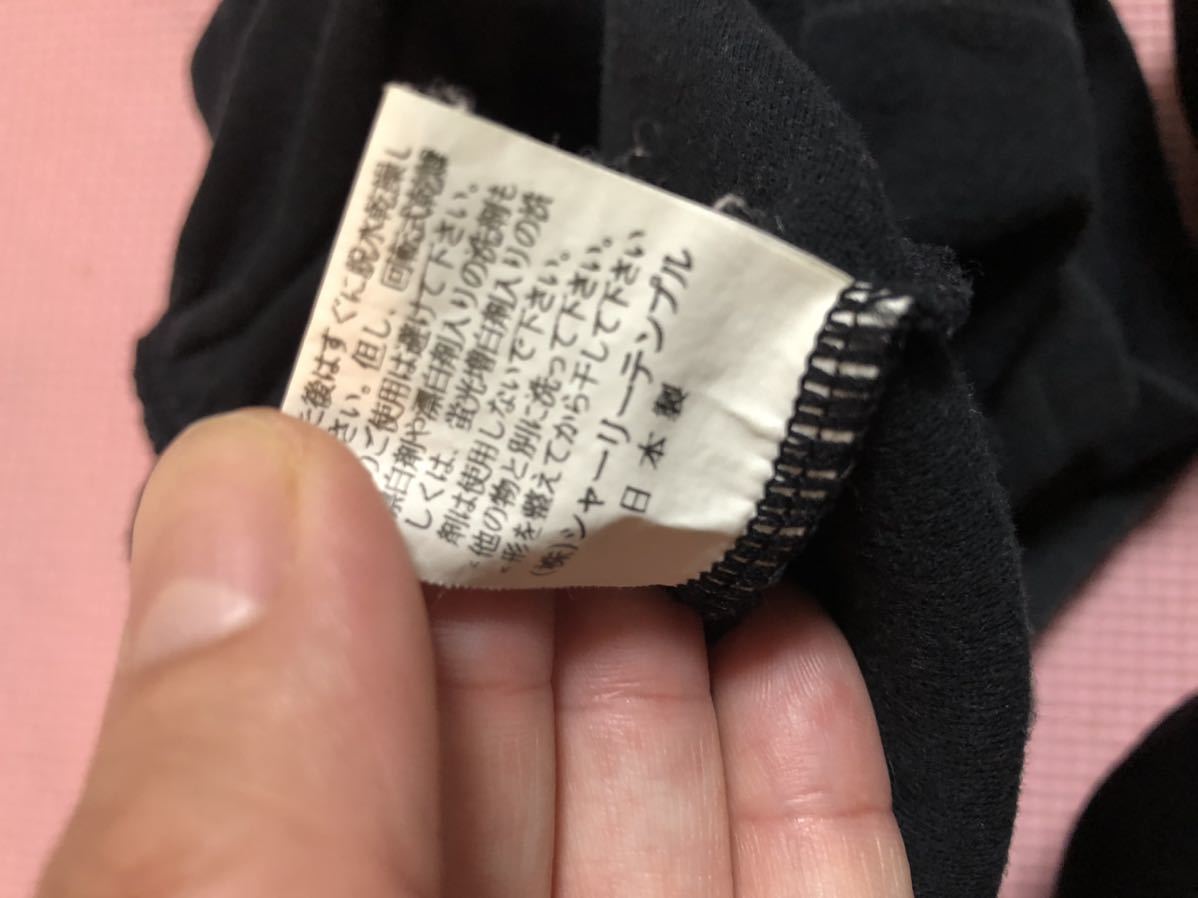 後はすぐに脱水乾燥し
さい。但し、回転式乾燥
ご使用は避けて下さい。
白剤や漂白剤入りの洗剤も
しくは、蛍光増白剤入りの洗
剤は使用しないで下さい。
・他の物と別に洗って下さい。
・形を整えてから干して下さい
(株)シャーリーテンプル
日本製